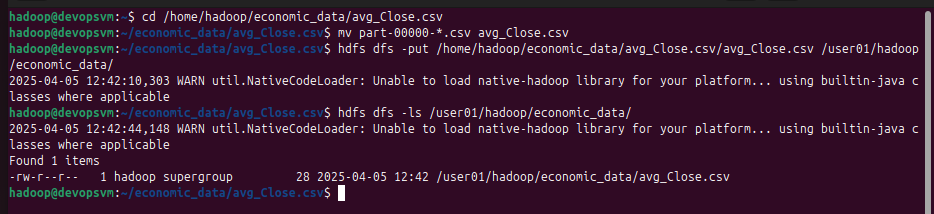 hadoop@devopsvm:~$ cd /home/hadoop/economic_data/avg_Close.csv
hadoop@devopsvm:~/economic_data/avg_Close.csv$ mv part-00000-*.csv avg_Close.csv
hadoop@devopsvm:~/economic_data/avg_Close.csv$ hdfs dfs -put /home/hadoop/economic_data/avg_Close.csv/avg_Close.csv /user01/hadoop
/economic_data/
2025-04-05 12:42:10,303 WARN util.NativeCodeLoader: Unable to load native-hadoop library for your platform... using builtin-java c
lasses where applicable
hadoop@devopsvm:~/economic_data/avg_Close.csv$ hdfs dfs -ls /user01/hadoop/economic_data/
2025-04-05 12:42:44,148 WARN util.NativeCodeLoader: Unable to load native-hadoop library for your platform... using builtin-java c
lasses where applicable
Found 1 items
-rw-r--r--   1 hadoop supergroup         28 2025-04-05 12:42 /user01/hadoop/economic_data/avg_Close.csv
hadoop@devopsvm:~/economic_data/avg_Close.csv$